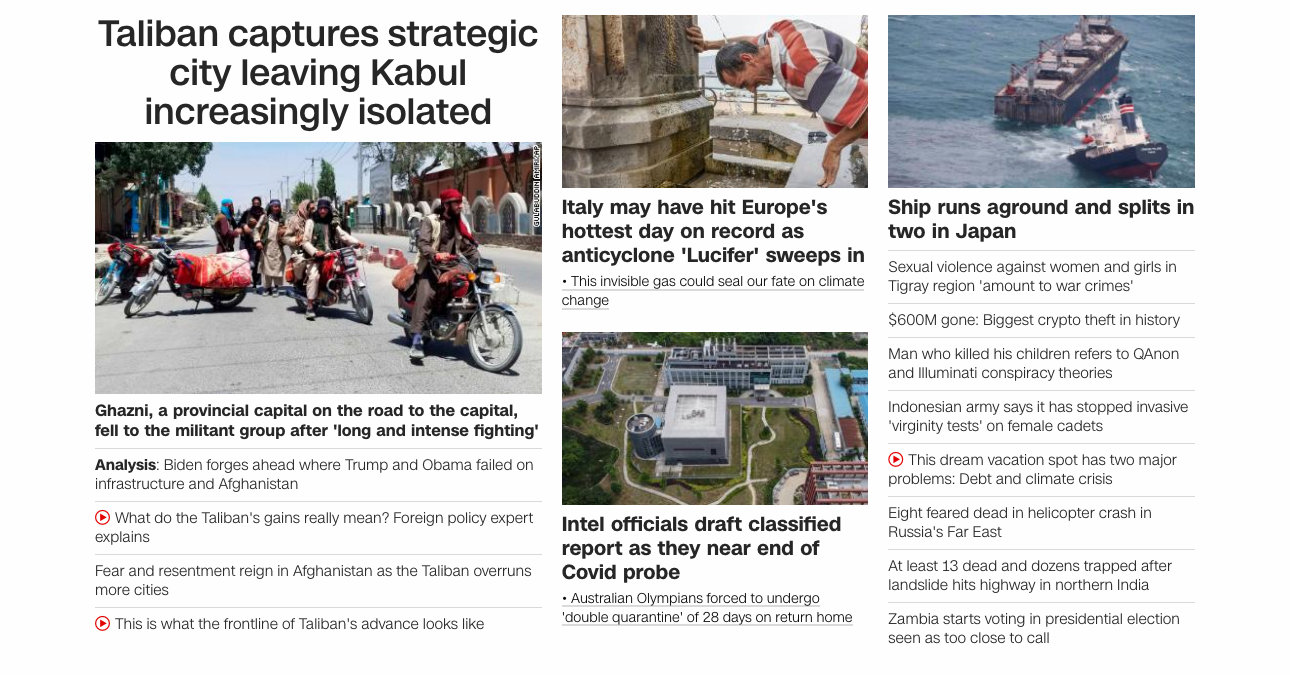 Taliban captures strategic
city leaving Kabul
increasingly isolated
GULABUDDIN AMIRI/AP
Ghazni, a provincial capital on the road to the capital,
fell to the militant group after 'long and intense fighting'
Analysis: Biden forges ahead where Trump and Obama failed on
infrastructure and Afghanistan
What do the Taliban's gains really mean? Foreign policy expert
explains
Fear and resentment reign in Afghanistan as the Taliban overruns
more cities
This is what the frontline of Taliban's advance looks like
Italy may have hit Europe's
hottest day on record as
anticyclone 'Lucifer' sweeps in
• This invisible gas could seal our fate on climate
change
Intel officials draft classified
report as they near end of
Covid probe
• Australian Olympians forced to undergo
'double quarantine' of 28 days on return home
Ship runs aground and splits in
two in Japan
Sexual violence against women and girls in
Tigray region 'amount to war crimes'
$600M gone: Biggest crypto theft in history
Man who killed his children refers to QAnon
and Illuminati conspiracy theories
Indonesian army says it has stopped invasive
'virginity tests' on female cadets
This dream vacation spot has two major
problems: Debt and climate crisis
Eight feared dead in helicopter crash in
Russia's Far East
At least 13 dead and dozens trapped after
landslide hits highway in northern India
Zambia starts voting in presidential election
seen as too close to call